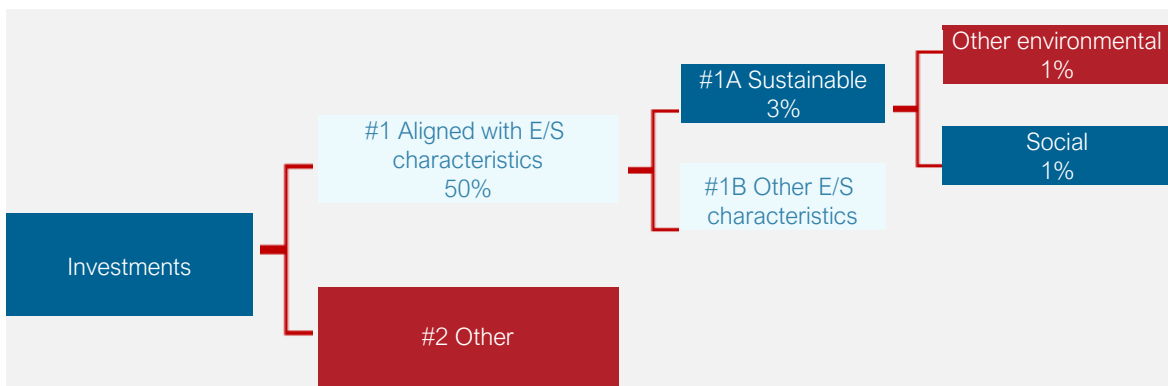 Investments
#1 Aligned with E/S
characteristics
50%
#2 Other
#1A Sustainable
3%
#1B Other E/S
characteristics
Other environmental
1%
Social
1%